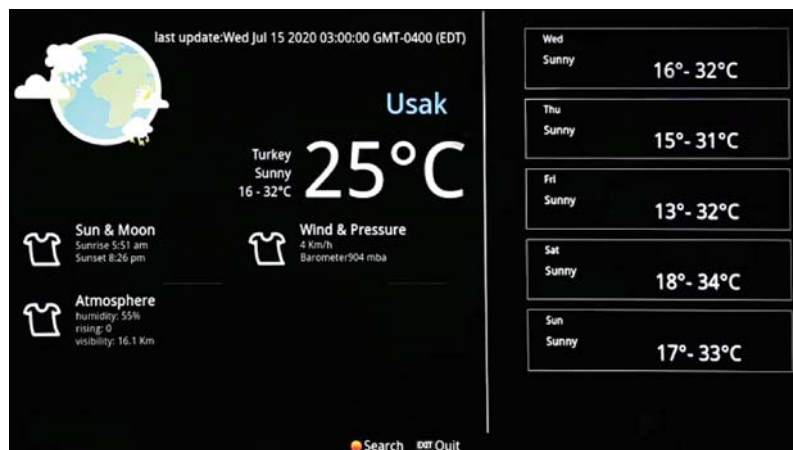 last update:Wed Jul 15 2020 03:00:00 GMT-0400 (EDT)
Usak
Turkey
Sunny
16 - 32°C
25°C
Sun & Moon
Sunrise 5:51 am
Sunset 8:26 pm
Wind & Pressure
4 Km/h
Barometer904 mba
Atmosphere
humidity: 55%
rising: 0
visibility: 16.1 Km
Wed
Sunny
16°- 32°C
Thu
Sunny
15°- 31°C
Fri
Sunny
13°- 32°C
Sat
Sunny
18°- 34°C
Sun
Sunny
17°- 33°C
Search EXIT Quit